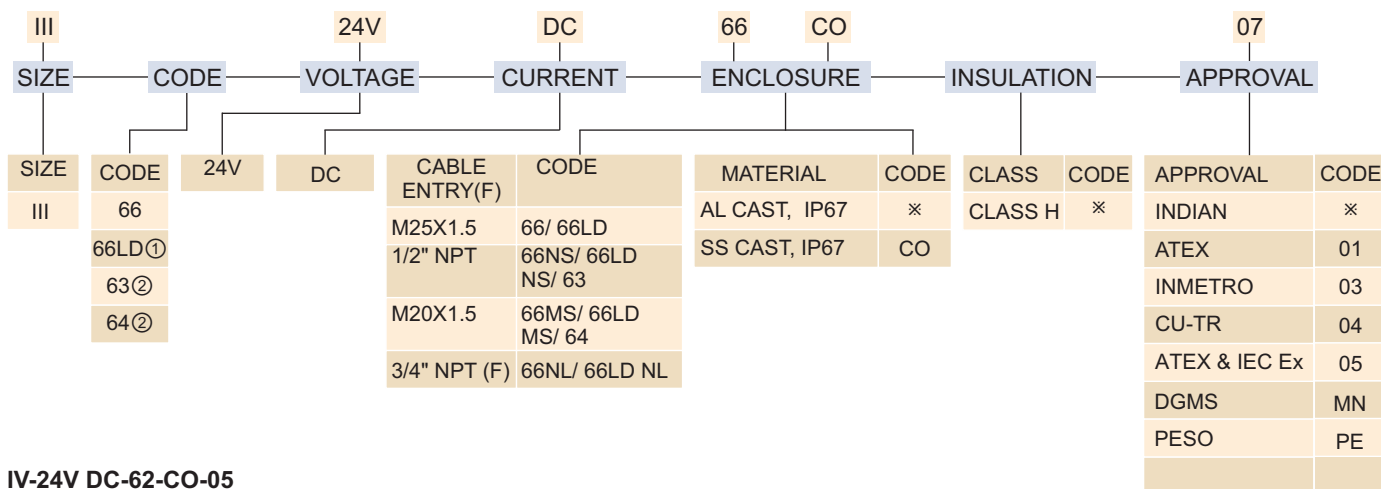 III 24V DC 66 CO 07
SIZE CODE VOLTAGE CURRENT ENCLOSURE INSULATION APPROVAL
SIZE
III
CODE
66
66LD①
63②
64②
24V
DC
CABLE ENTRY(F) CODE
M25X1.5 66/ 66LD
1/2" NPT 66NS/ 66LD
NS/ 63
M20X1.5 66MS/ 66LD
MS/ 64
3/4" NPT (F) 66NL/ 66LD NL
MATERIAL CODE
AL CAST, IP67 ※
SS CAST, IP67 CO
CLASS CODE
CLASS H ※
APPROVAL CODE
INDIAN ※
ATEX 01
INMETRO 03
CU-TR 04
ATEX & IEC Ex 05
DGMS MN
PESO PE
IV-24V DC-62-CO-05